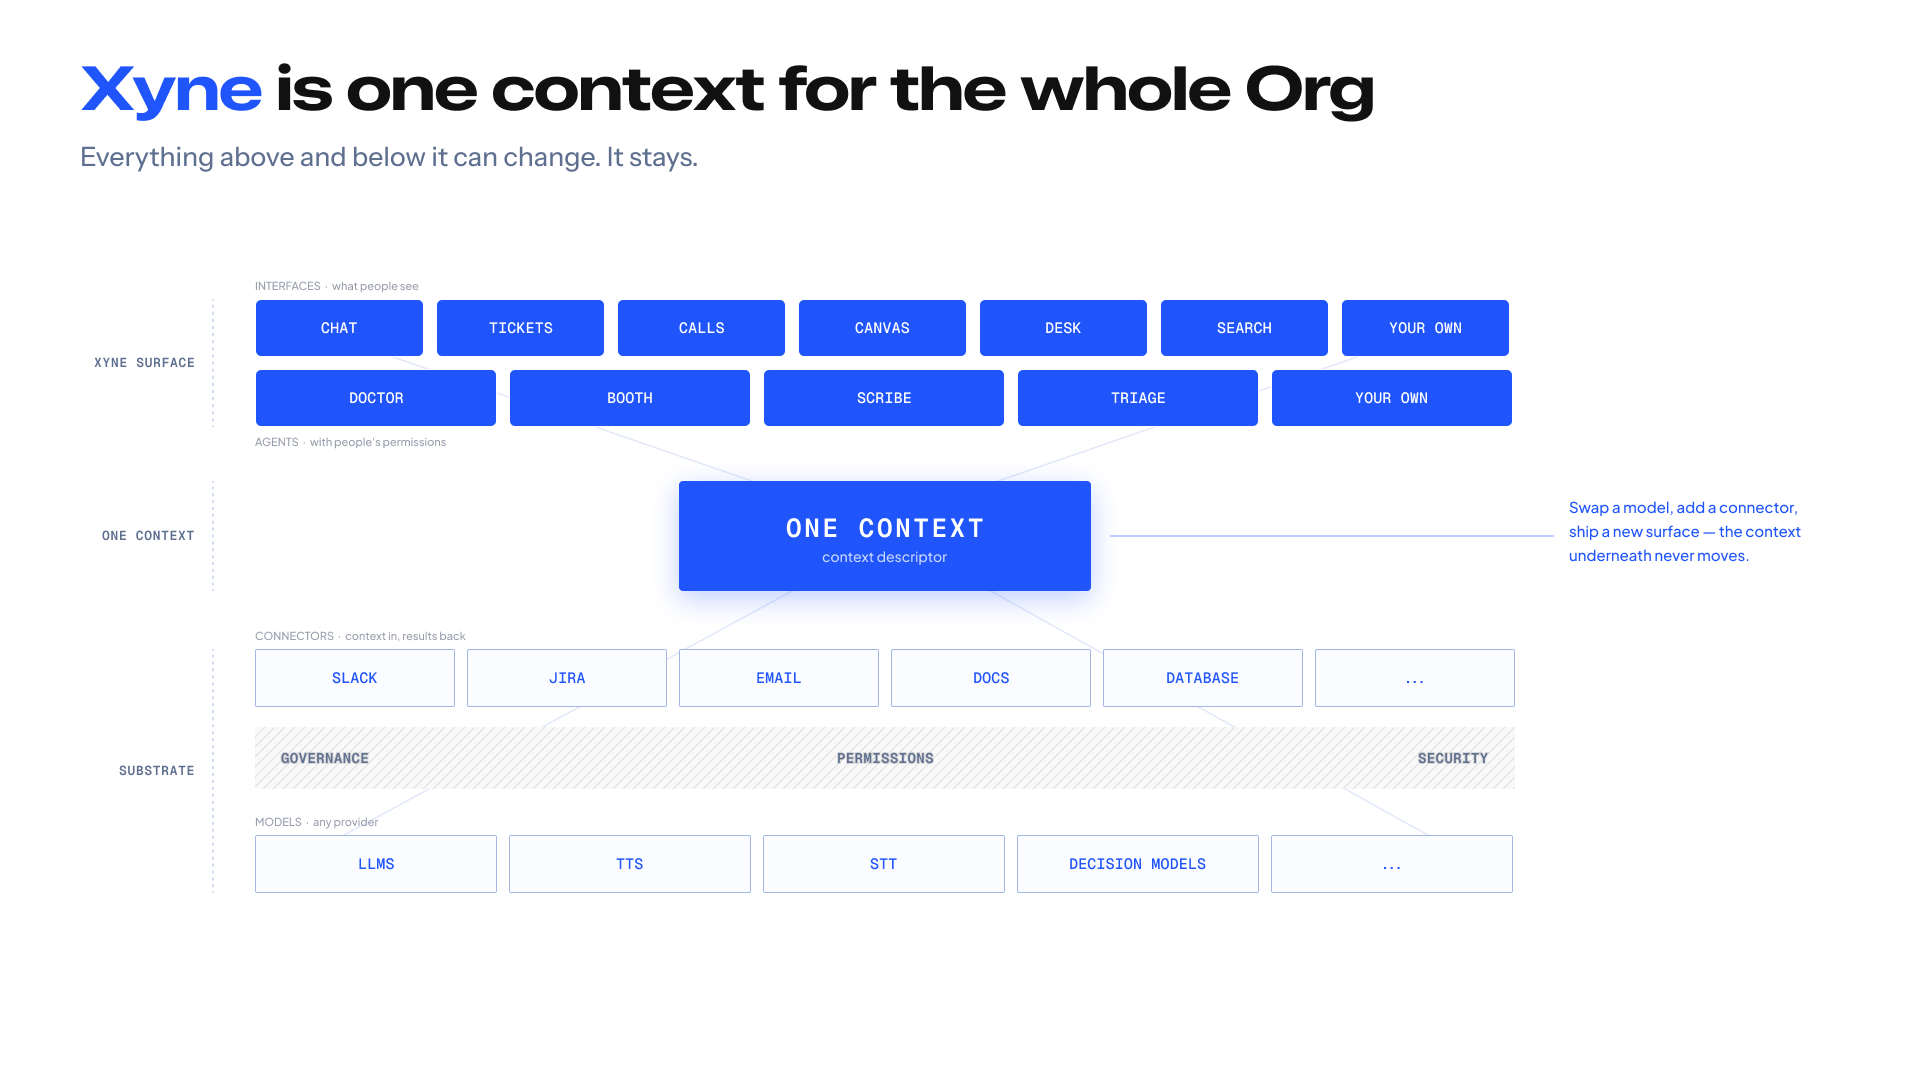 Xyne is one context for the whole Org
Everything above and below it can change. It stays.
INTERFACES · what people see
CHAT TICKETS CALLS CANVAS DESK SEARCH YOUR OWN
XYNE SURFACE
DOCTOR BOOTH SCRIBE TRIAGE YOUR OWN
AGENTS · with people's permissions
ONE CONTEXT
ONE CONTEXT
context descriptor
Swap a model, add a connector,
ship a new surface — the context
underneath never moves.
CONNECTORS · context in, results back
SLACK JIRA EMAIL DOCS DATABASE ...
SUBSTRATE
GOVERNANCE PERMISSIONS SECURITY
MODELS · any provider
LLMS TTS STT DECISION MODELS ...